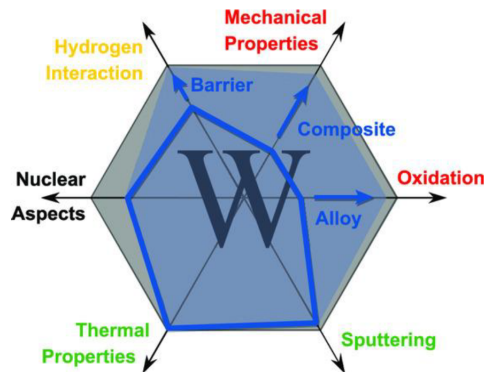 Mechanical
Properties
Hydrogen
Interaction
Barrier
Composite
Nuclear
Aspects
W
Oxidation
Alloy
Thermal
Properties
Sputtering